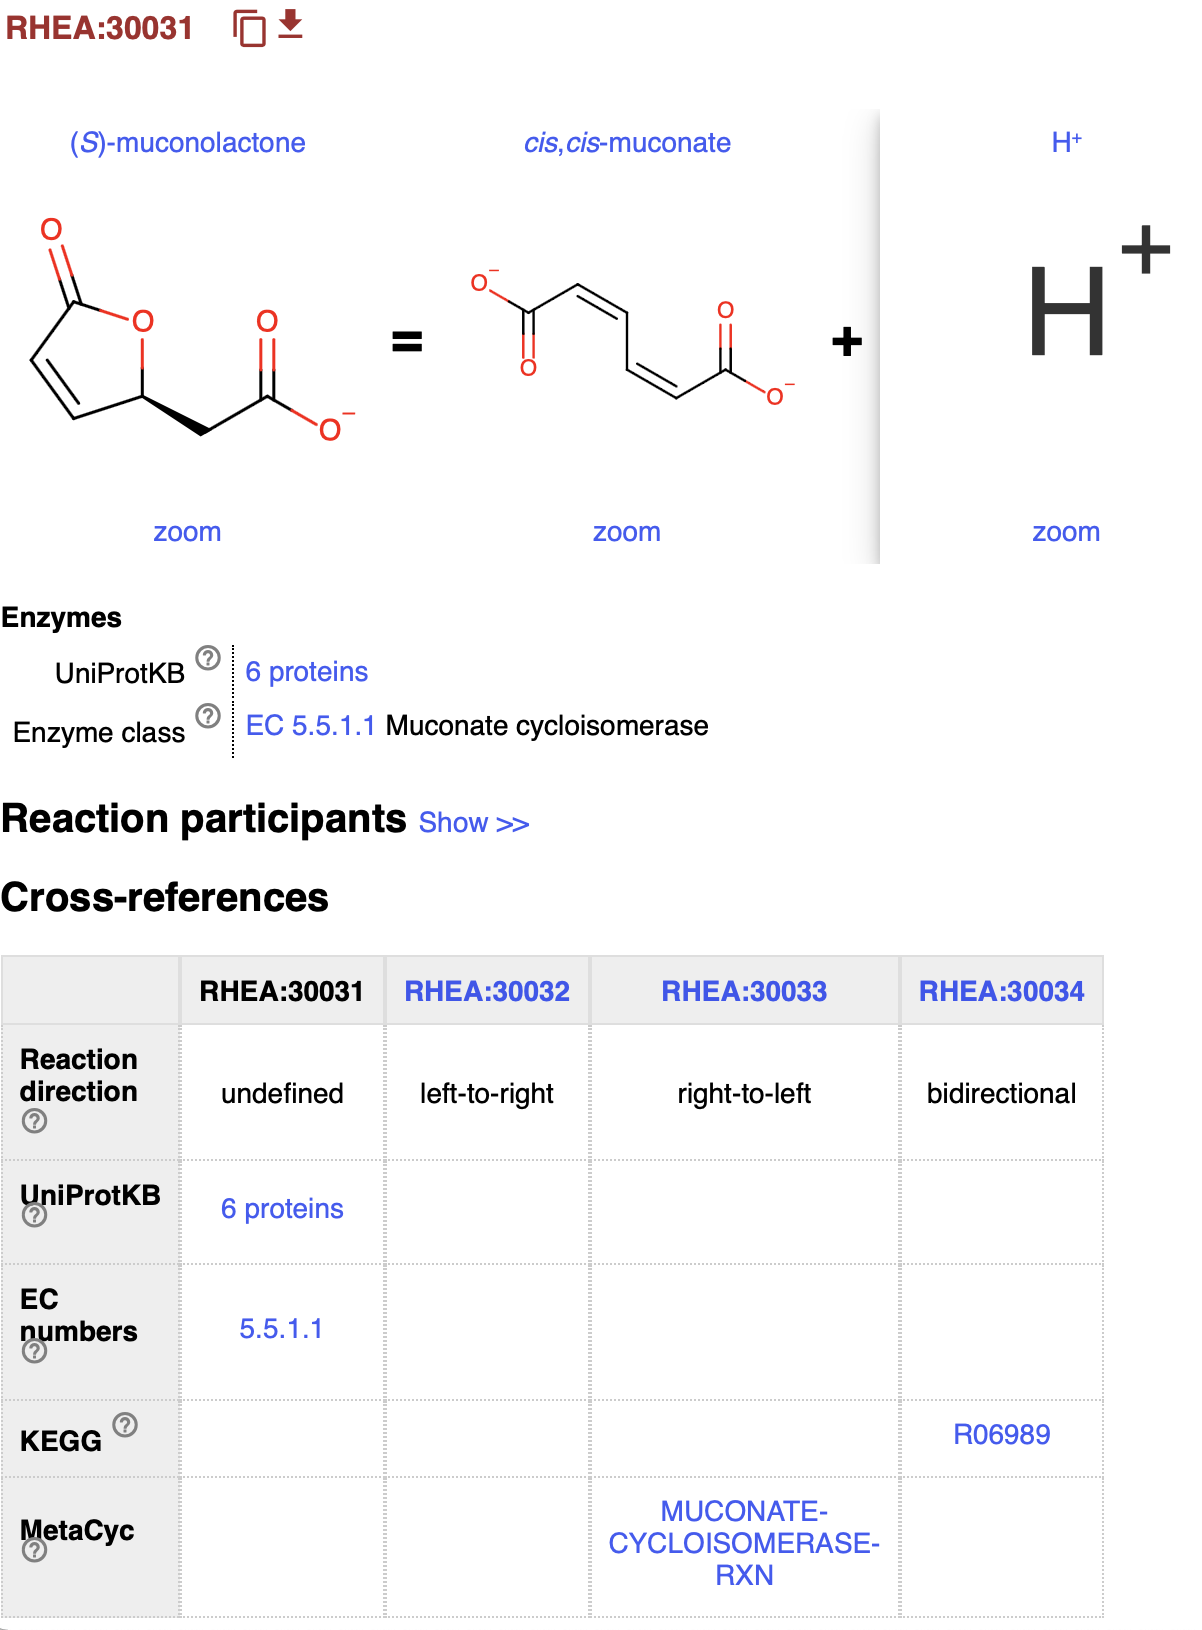 RHEA:30031
(S)-muconolactone
cis,cis-muconate
H+
O
O
O
O−
=
O−
O
O
O−
+
H+
zoom
zoom
zoom
Enzymes
UniProtKB ? 6 proteins
Enzyme class ? EC 5.5.1.1 Muconate cycloisomerase
Reaction participants Show >>
Cross-references
RHEA:30031 RHEA:30032 RHEA:30033 RHEA:30034
Reaction
direction
?
undefined left-to-right right-to-left bidirectional
UniProtKB
?
6 proteins
EC
numbers
?
5.5.1.1
KEGG ?
R06989
MetaCyc
?
MUCONATE-
CYCLOISOMERASE-
RXN